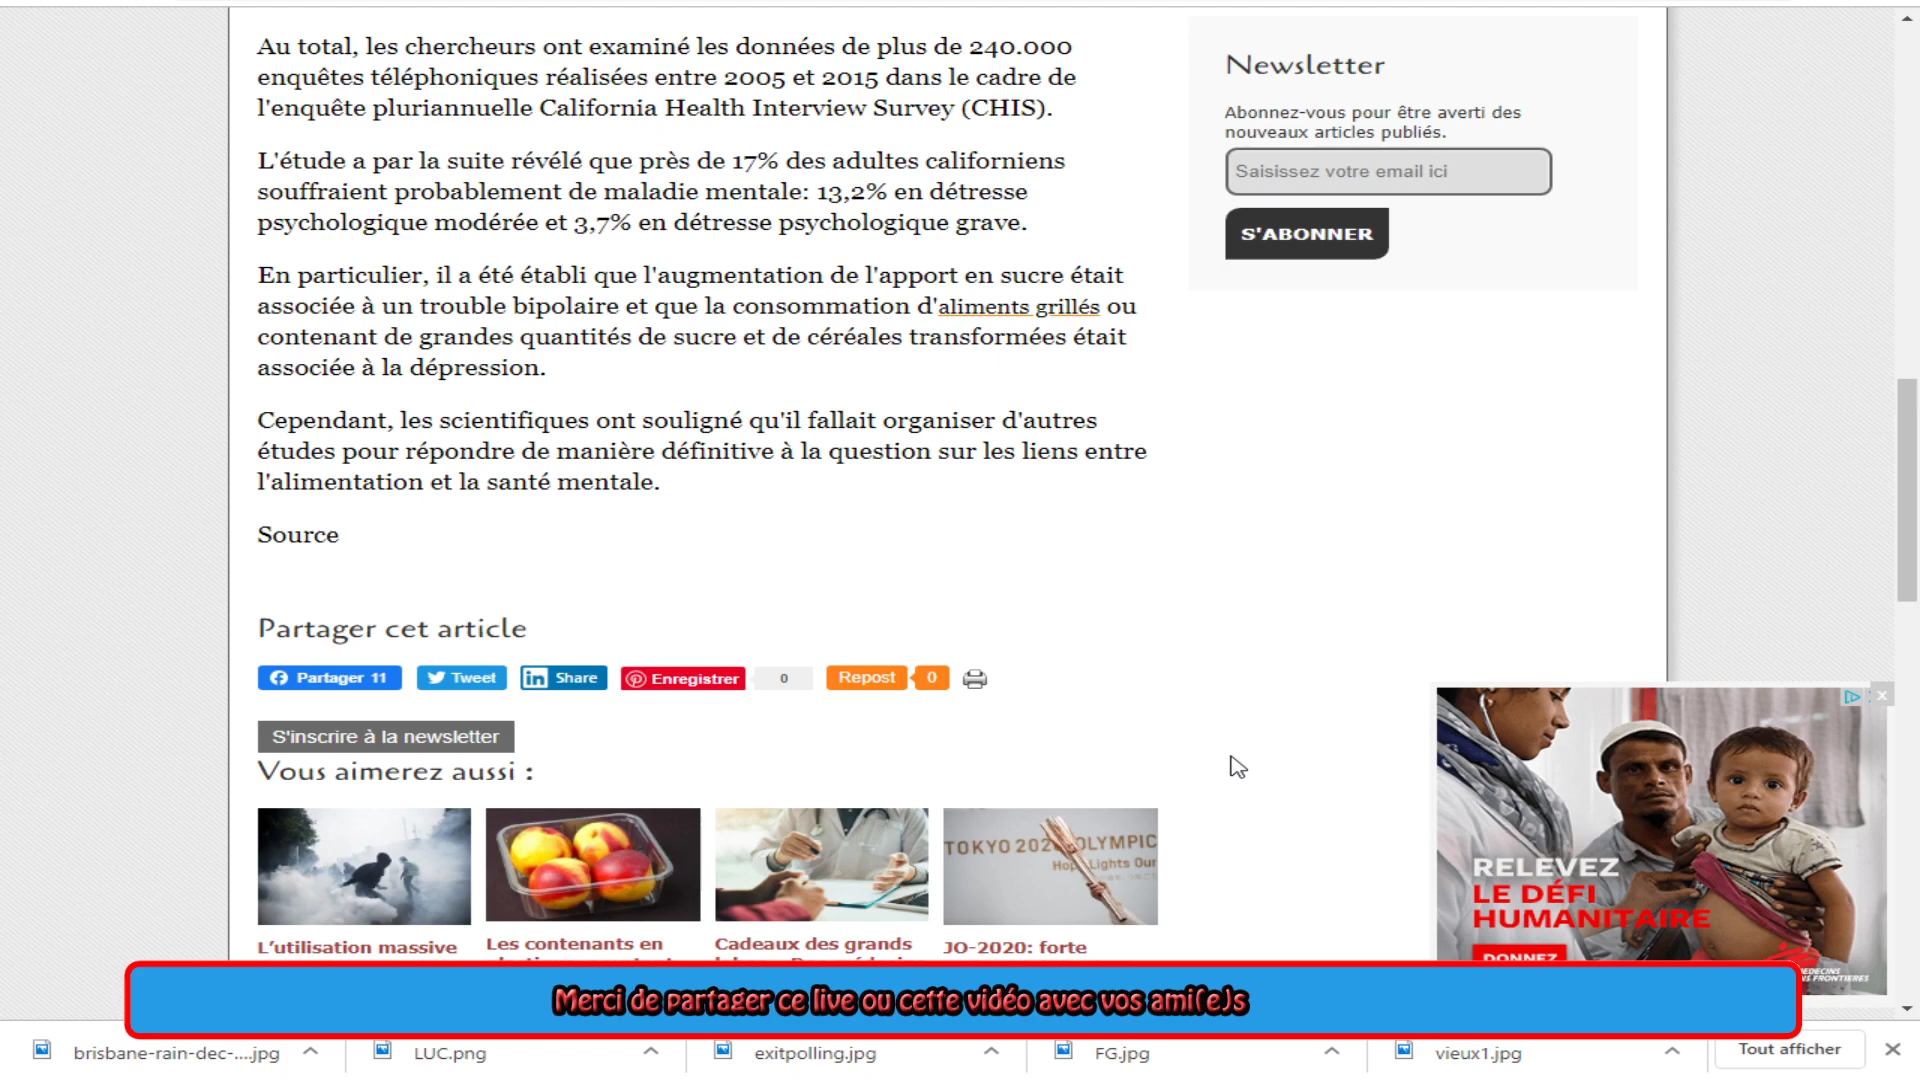 Au total, les chercheurs ont examiné les données de plus de 240.000
enquêtes téléphoniques réalisées entre 2005 et 2015 dans le cadre de
l'enquête pluriannuelle California Health Interview Survey (CHIS).
L'étude a par la suite révélé que près de 17% des adultes californiens
souffraient probablement de maladie mentale: 13,2% en détresse
psychologique modérée et 3,7% en détresse psychologique grave.
En particulier, il a été établi que l'augmentation de l'apport en sucre était
associée à un trouble bipolaire et que la consommation d'aliments grillés ou
contenant de grandes quantités de sucre et de céréales transformées était
associée à la dépression.
Cependant, les scientifiques ont souligné qu'il fallait organiser d'autres
études pour répondre de manière définitive à la question sur les liens entre
l'alimentation et la santé mentale.
Source
Newsletter
Abonnez-vous pour être averti des
nouveaux articles publiés.
Saisissez votre email ici
S'ABONNER
Partager cet article
Partager 11
Tweet
in Share
Enregistrer
0
Repost
0
S'inscrire à la newsletter
Vous aimerez aussi :
TOKYO 2020 OLYMPIC
Lights Our
L'utilisation massive
Les contenants en
Cadeaux des grands
JO-2020: forte
RELEVEZ
LE DÉFI
HUMANITAIRE
DONNEZ
MEDECINS
SANS FRONTIERES
Merci de partager ce live ou cette vidéo avec vos ami(e)s
brisbane-rain-dec-....jpg
LUC.png
exitpolling.jpg
FG.jpg
vieux1.jpg
Tout afficher